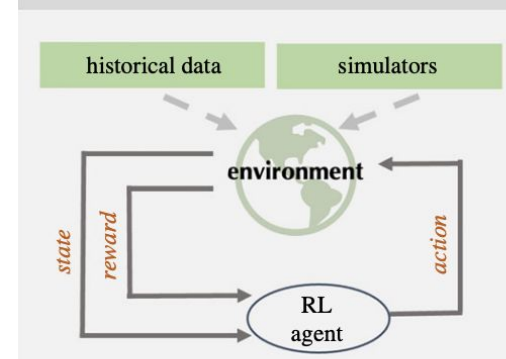 historical data
simulators
environment
state
reward
action
RL
agent